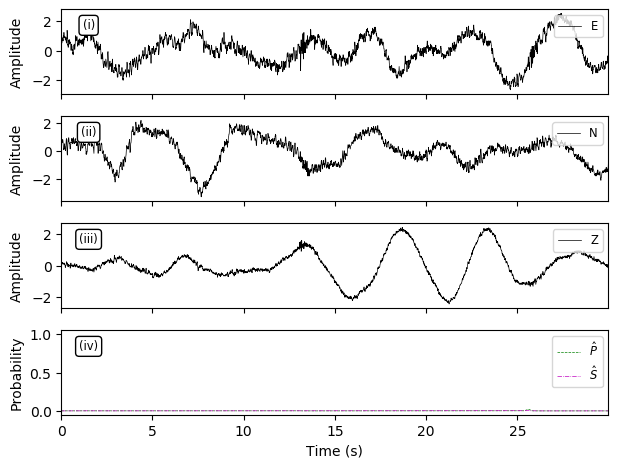 (i)
E
Amplitude
2
0
−2
(ii)
N
Amplitude
2
0
−2
(iii)
Z
Amplitude
2
0
−2
(iv)
P̂
Ŝ
Probability
1.0
0.5
0.0
0 5 10 15 20 25
Time (s)